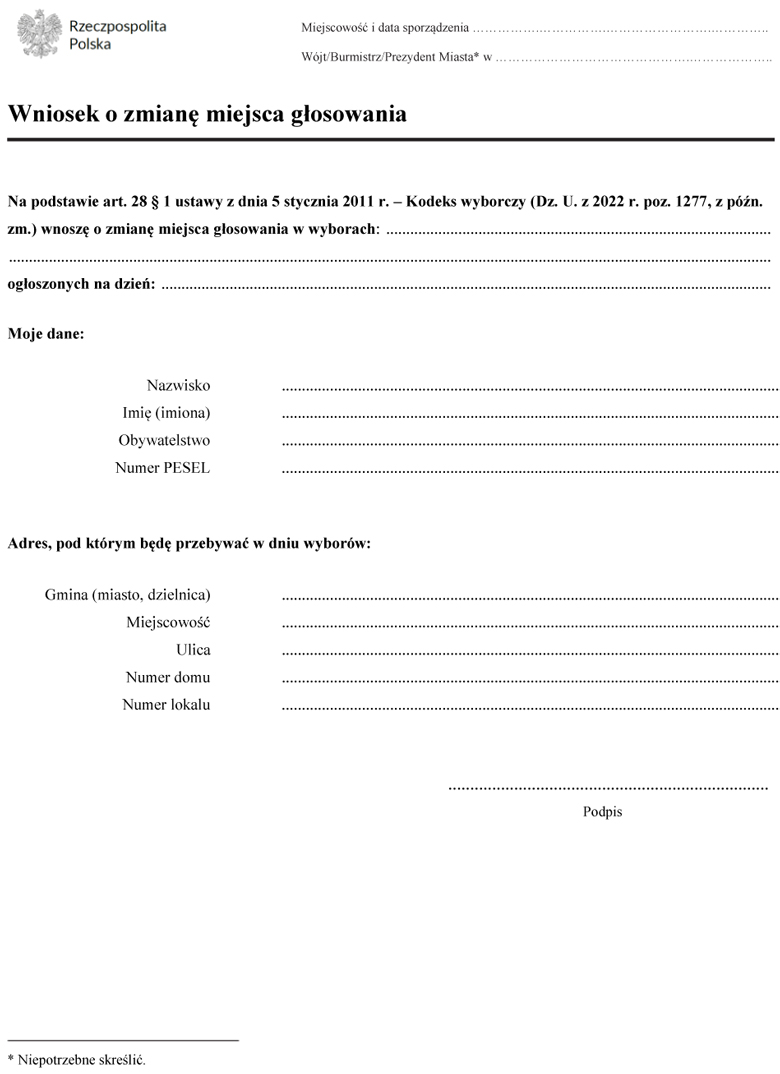 Rzeczpospolita
Polska
Miejscowość i data sporządzenia ……………………………………………………..
Wójt/Burmistrz/Prezydent Miasta* w …………………………………………………..
Wniosek o zmianę miejsca głosowania
Na podstawie art. 28 § 1 ustawy z dnia 5 stycznia 2011 r. – Kodeks wyborczy (Dz. U. z 2022 r. poz. 1277, z późn.
zm.) wnoszę o zmianę miejsca głosowania w wyborach: ................................................................................................
...............................................................................................................................................................................................
ogłoszonych na dzień: ........................................................................................................................................................
Moje dane:
Nazwisko ............................................................................................................................
Imię (imiona) ............................................................................................................................
Obywatelstwo ............................................................................................................................
Numer PESEL ............................................................................................................................
Adres, pod którym będę przebywać w dniu wyborów:
Gmina (miasto, dzielnica) ............................................................................................................................
Miejscowość ............................................................................................................................
Ulica ............................................................................................................................
Numer domu ............................................................................................................................
Numer lokalu ............................................................................................................................
..........................................................................
Podpis
* Niepotrzebne skreślić.